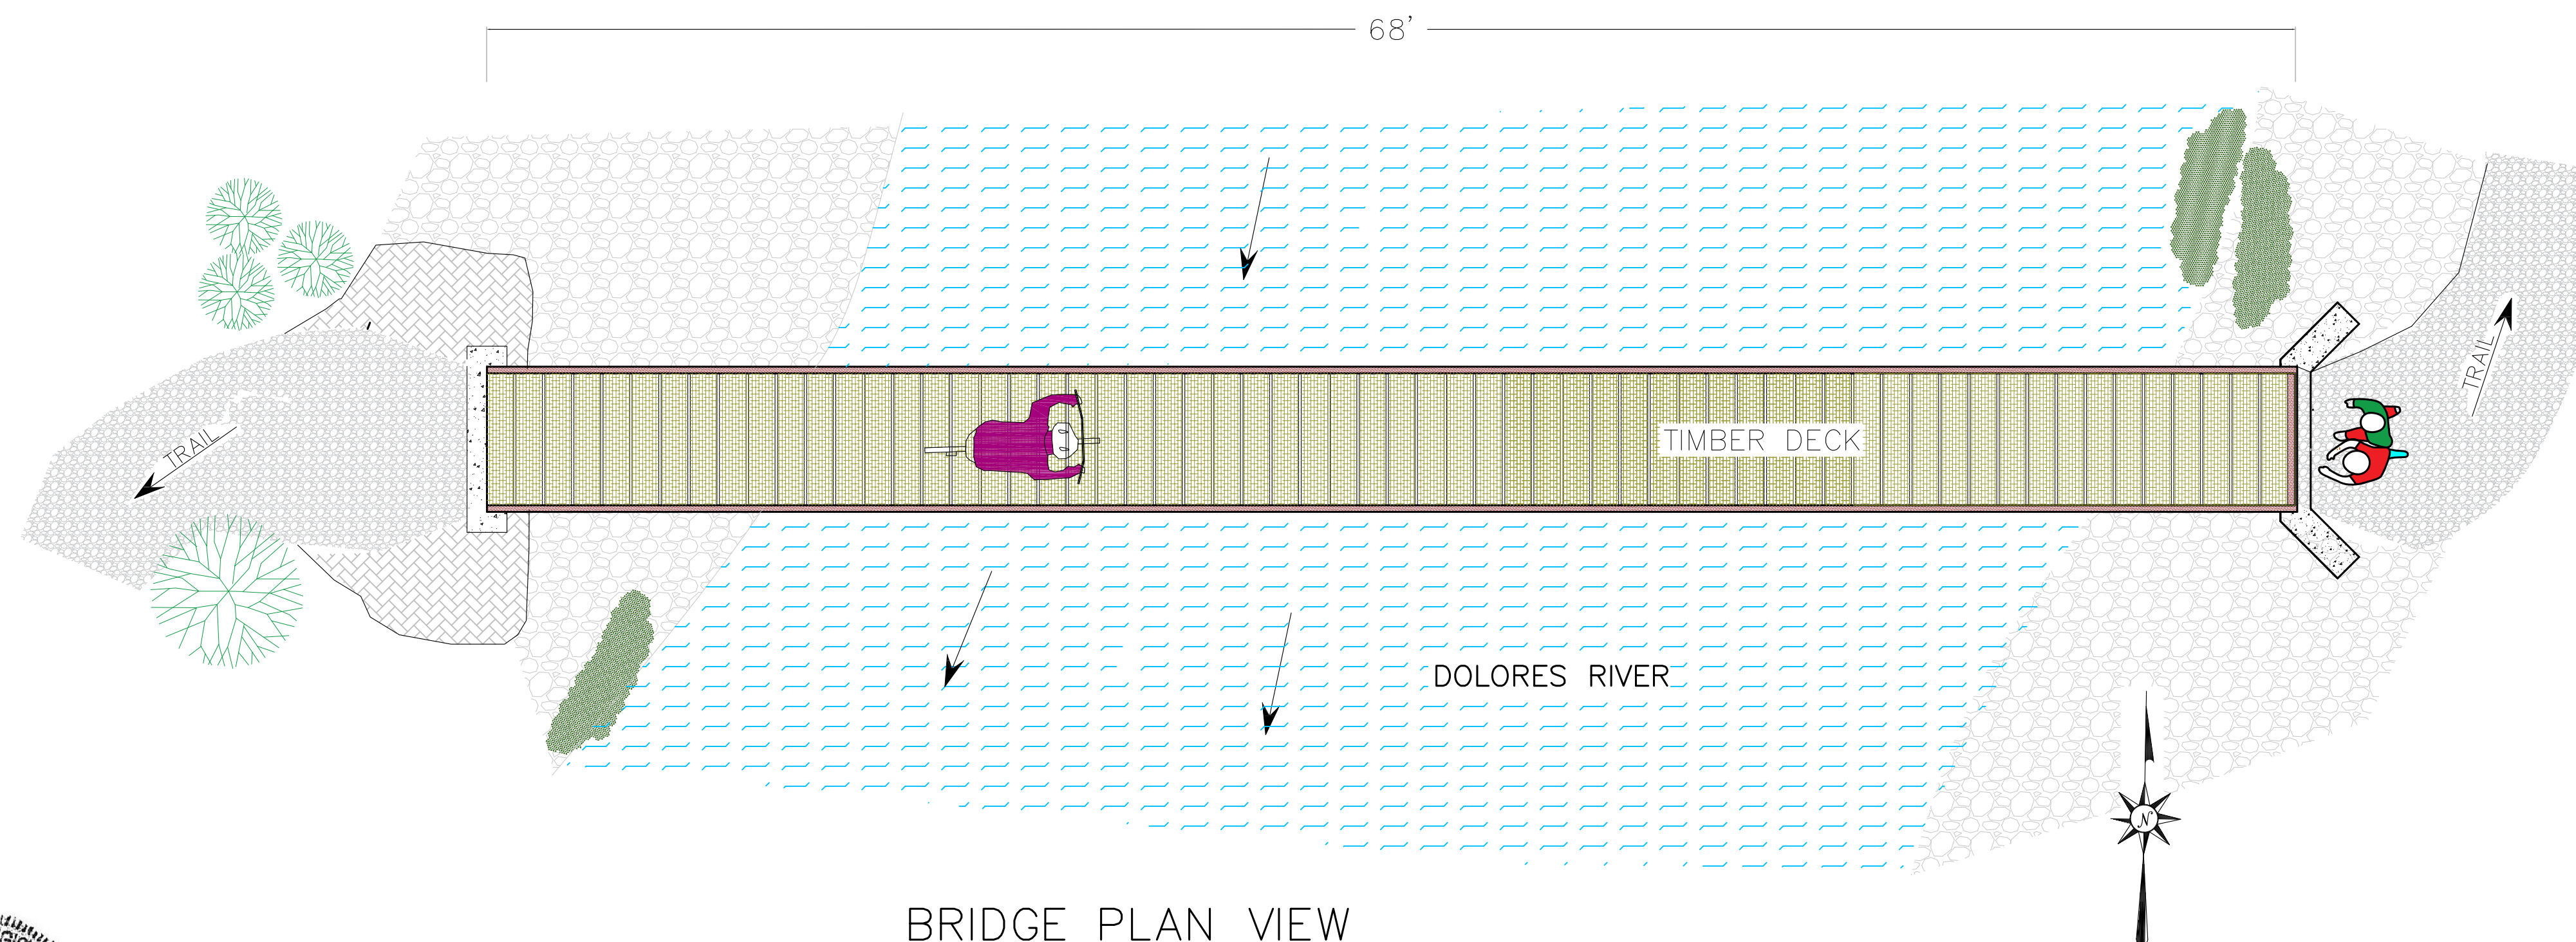 68'
TRAIL
TRAIL
TIMBER DECK
DOLORES RIVER
N
BRIDGE PLAN VIEW